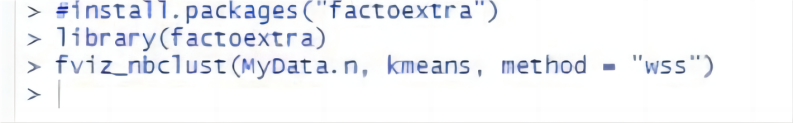 > #install.packages("factoextra")
> library(factoextra)
> fviz_nbclust(MyData.n, kmeans, method = "wss")
>